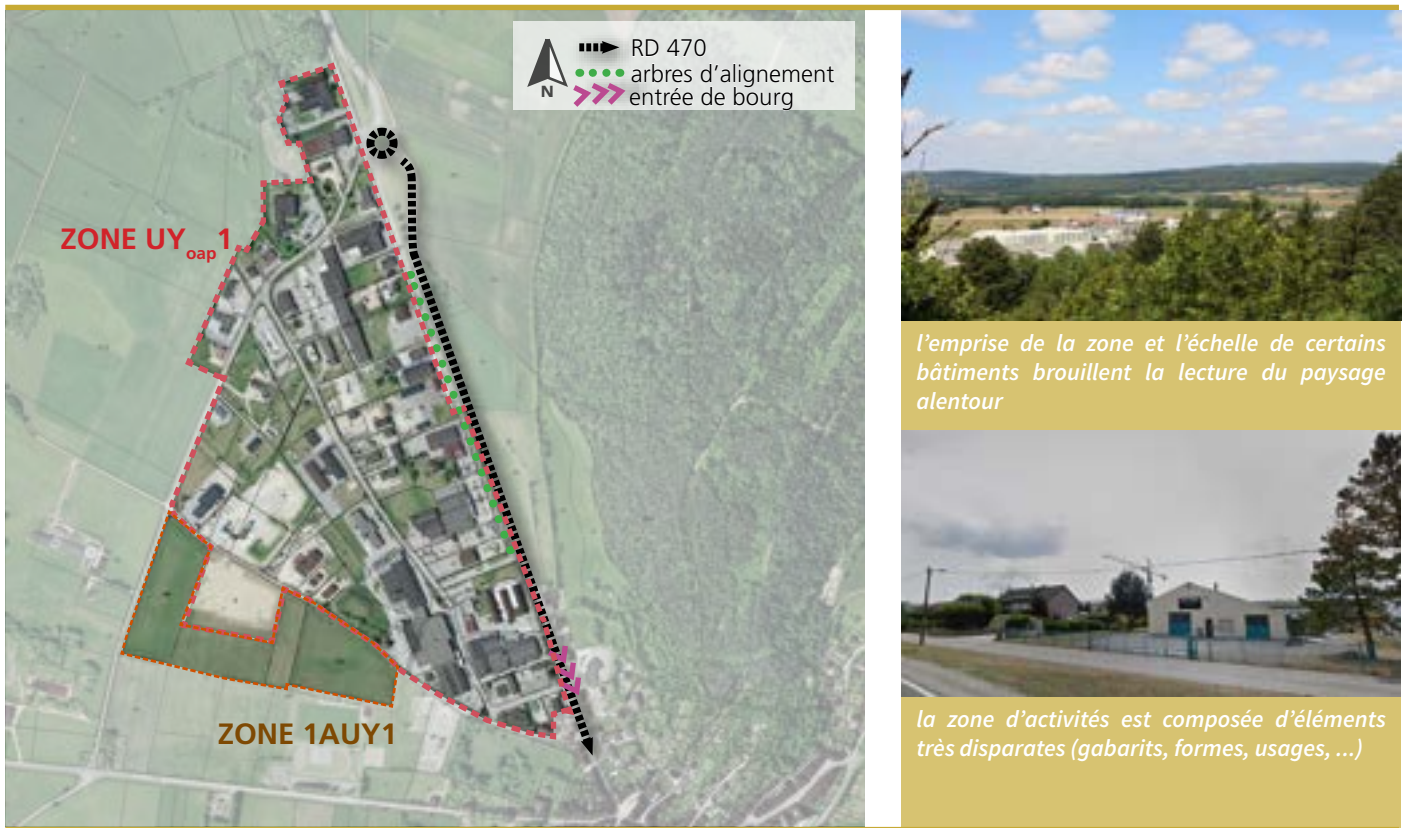 RD 470
arbres d'alignement
entrée de bourg
N
ZONE UYoap1
ZONE 1AUY1
l'emprise de la zone et l'échelle de certains
bâtiments brouillent la lecture du paysage
alentour
la zone d'activités est composée d'éléments
très disparates (gabarits, formes, usages, ...)